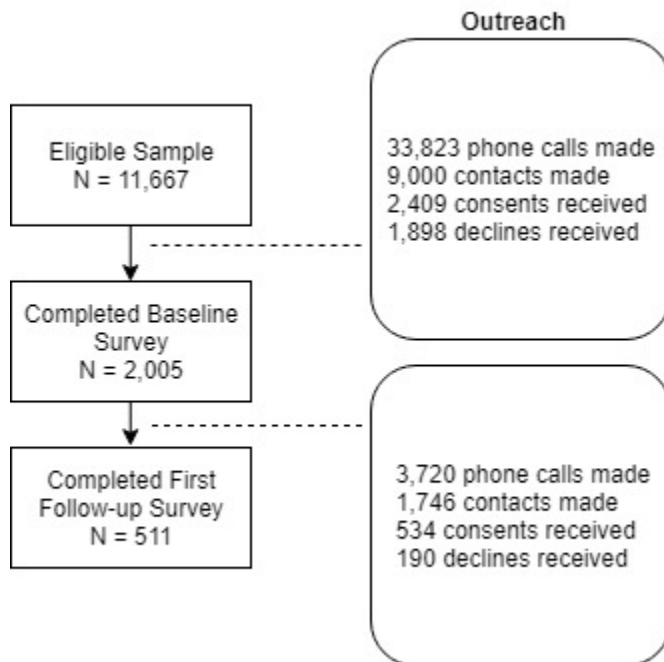 Outreach
Eligible Sample
N = 11,667
33,823 phone calls made
9,000 contacts made
2,409 consents received
1,898 declines received
Completed Baseline
Survey
N = 2,005
Completed First
Follow-up Survey
N = 511
3,720 phone calls made
1,746 contacts made
534 consents received
190 declines received